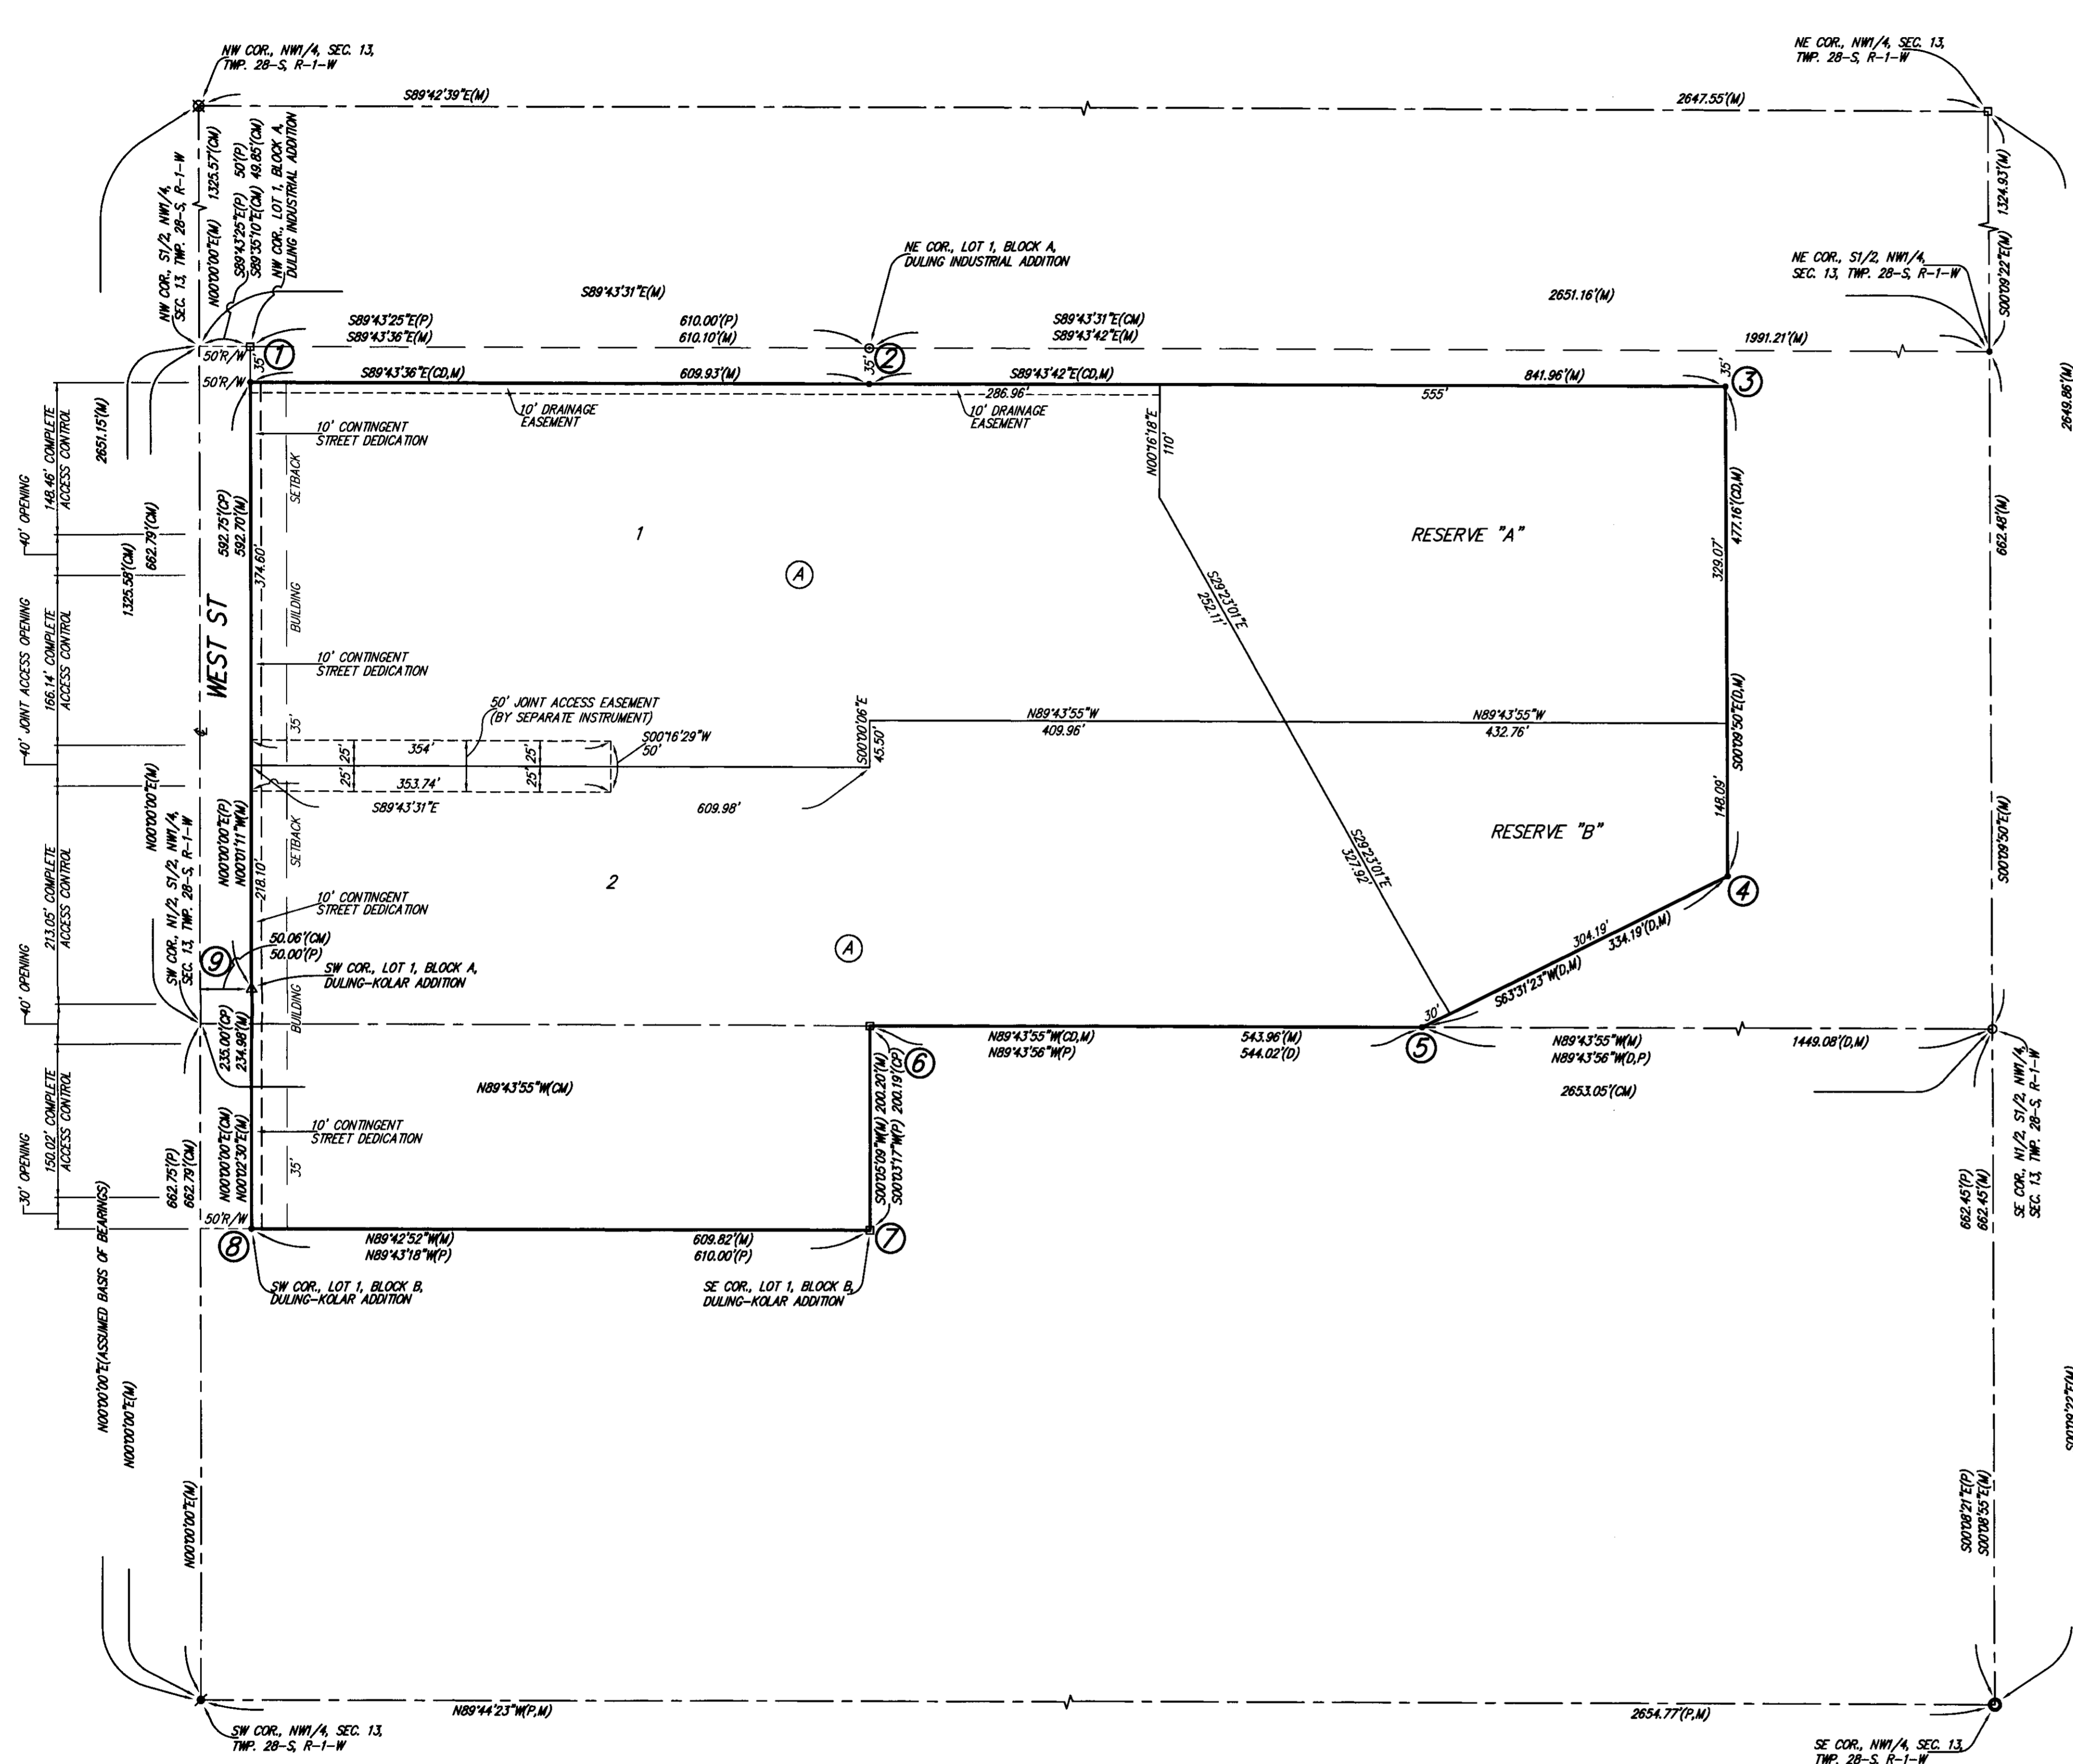 NW COR., NW1/4, SEC. 13,
TWP. 28-S, R-1-W
NE COR., NW1/4, SEC. 13,
TWP. 28-S, R-1-W
S89°42'39"E(M)
2647.55'(M)
NW COR., S1/2, NW1/4,
SEC. 13, TWP. 28-S, R-1-W
N00°00'00"E(M) 1325.57'(CM)
S89°43'25"E(P) 50'(P)
S89°35'10"E(CM) 49.85'(CM)
NW COR., LOT 1, BLOCK A,
DULING INDUSTRIAL ADDITION
S00°09'22"E(M) 1324.93'(M)
NE COR., LOT 1, BLOCK A,
DULING INDUSTRIAL ADDITION
NE COR., S1/2, NW1/4,
SEC. 13, TWP. 28-S, R-1-W
S89°43'31"E(M)
2651.16'(M)
S89°43'25"E(P)
S89°43'36"E(M)
610.00'(P)
610.10'(M)
S89°43'31"E(CM)
S89°43'42"E(M)
1991.21'(M)
50'R/W
35'
1
35'
2
35'
3
50'R/W
S89°43'36"E(CD,M)
609.93'(M)
S89°43'42"E(CD,M)
841.96'(M)
286.96'
555'
10' DRAINAGE
EASEMENT
10' DRAINAGE
EASEMENT
10' CONTINGENT
STREET DEDICATION
N00°16'18"E
110'
40' OPENING
148.46' COMPLETE
ACCESS CONTROL
2651.15'(M)
1325.58'(CM)
662.79'(CM)
592.75'(CP)
592.70'(M)
374.60'
SETBACK
BUILDING
35'
1
A
RESERVE "A"
477.16'(CD,M)
329.07'
662.48'(M)
2649.86'(M)
S29°23'01"E
252.11'
WEST ST
40' JOINT ACCESS OPENING
166.14' COMPLETE
ACCESS CONTROL
10' CONTINGENT
STREET DEDICATION
50' JOINT ACCESS EASEMENT
(BY SEPARATE INSTRUMENT)
S00°16'29"W
50'
S00°00'06"E
45.50'
N89°43'55"W
409.96'
N89°43'55"W
432.76'
S00°09'50"E(D,M)
354'
25' 25'
25' 25'
353.74'
S89°43'31"E
609.98'
148.09'
RESERVE "B"
S29°23'01"E
327.92'
4
N00°00'00"E(M)
SW COR., N1/2, S1/2, NW1/4,
SEC. 13, TWP. 28-S, R-1-W
N00°00'00"E(P)
N00°01'11"W(M)
218.10'
SETBACK
BUILDING
35'
2
A
S00°09'50"E(M)
40' OPENING
213.05' COMPLETE
ACCESS CONTROL
10' CONTINGENT
STREET DEDICATION
50.06'(CM)
50.00'(P)
9
SW COR., LOT 1, BLOCK A,
DULING-KOLAR ADDITION
304.19'
334.19'(D,M)
S63°31'23"W(D,M)
30'
5
235.00'(CP)
234.98'(M)
6
N89°43'55"W(CD,M)
N89°43'56"W(P)
543.96'(M)
544.02'(D)
N89°43'55"W(M)
N89°43'56"W(D,P)
1449.08'(D,M)
2653.05'(CM)
SE COR., N1/2, S1/2, NW1/4,
SEC. 13, TWP. 28-S, R-1-W
N89°43'55"W(CM)
S00°05'09"W(M) 200.20'(M)
S00°03'17"W(P) 200.19'(CP)
30' OPENING
150.02' COMPLETE
ACCESS CONTROL
662.75'(P)
662.79'(CM)
N00°00'00"E(CM)
N00°02'30"E(M)
10' CONTINGENT
STREET DEDICATION
50'R/W
8
7
N89°42'52"W(M)
N89°43'18"W(P)
609.82'(M)
610.00'(P)
SW COR., LOT 1, BLOCK B,
DULING-KOLAR ADDITION
SE COR., LOT 1, BLOCK B,
DULING-KOLAR ADDITION
662.45'(P)
662.45'(M)
N00°00'00"E(ASSUMED BASIS OF BEARINGS)
N00°00'00"E(M)
N00°00'00"E(M)
S00°08'21"E(P)
S00°08'55"E(M)
S00°09'22"E(M)
N89°44'23"W(P,M)
2654.77'(P,M)
SW COR., NW1/4, SEC. 13,
TWP. 28-S, R-1-W
SE COR., NW1/4, SEC. 13,
TWP. 28-S, R-1-W